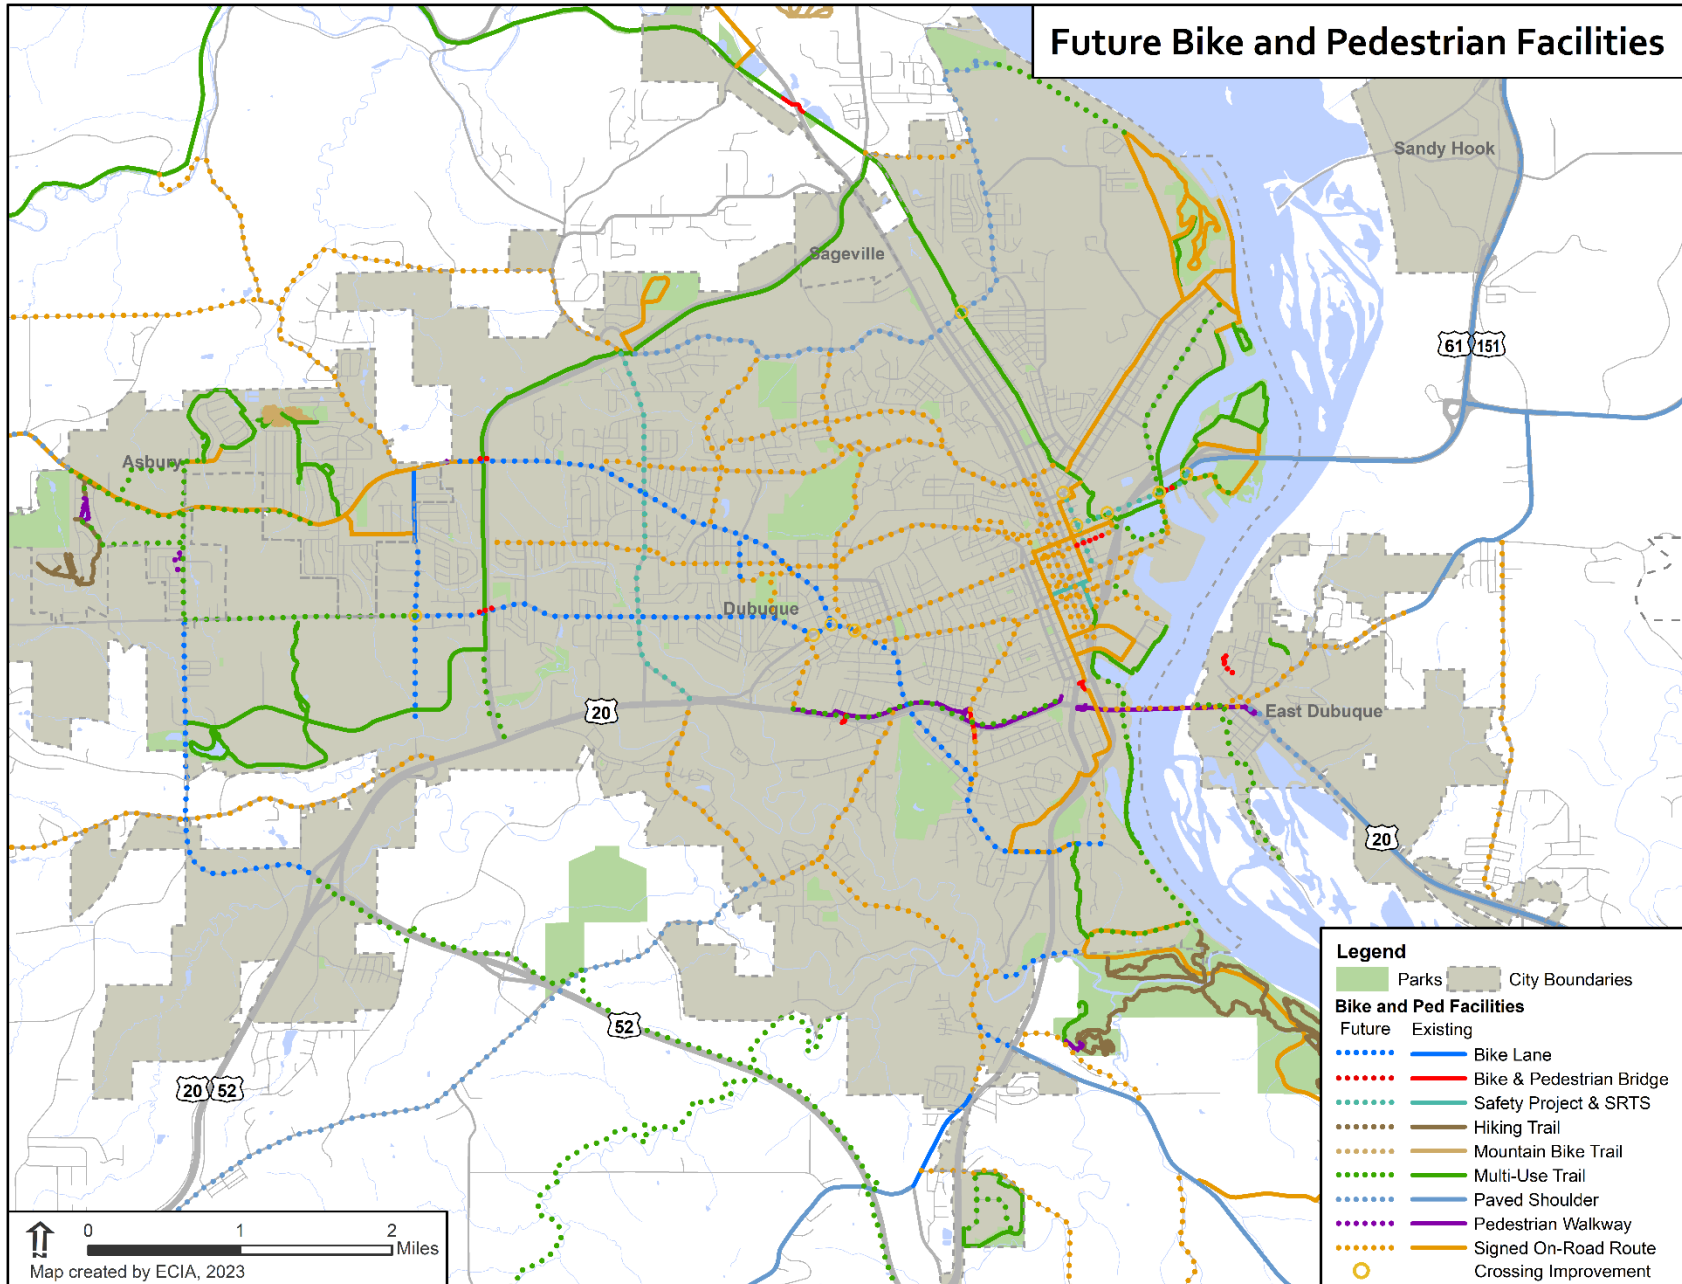 Future Bike and Pedestrian Facilities
Sandy Hook
Sageville
61 151
Asbury
Dubuque
20
East Dubuque
20
52
20 52
Legend
Parks City Boundaries
Bike and Ped Facilities
Future Existing
Bike Lane
Bike & Pedestrian Bridge
Safety Project & SRTS
Hiking Trail
Mountain Bike Trail
Multi-Use Trail
Paved Shoulder
Pedestrian Walkway
Signed On-Road Route
Crossing Improvement
0 1 2
Miles
Map created by ECIA, 2023